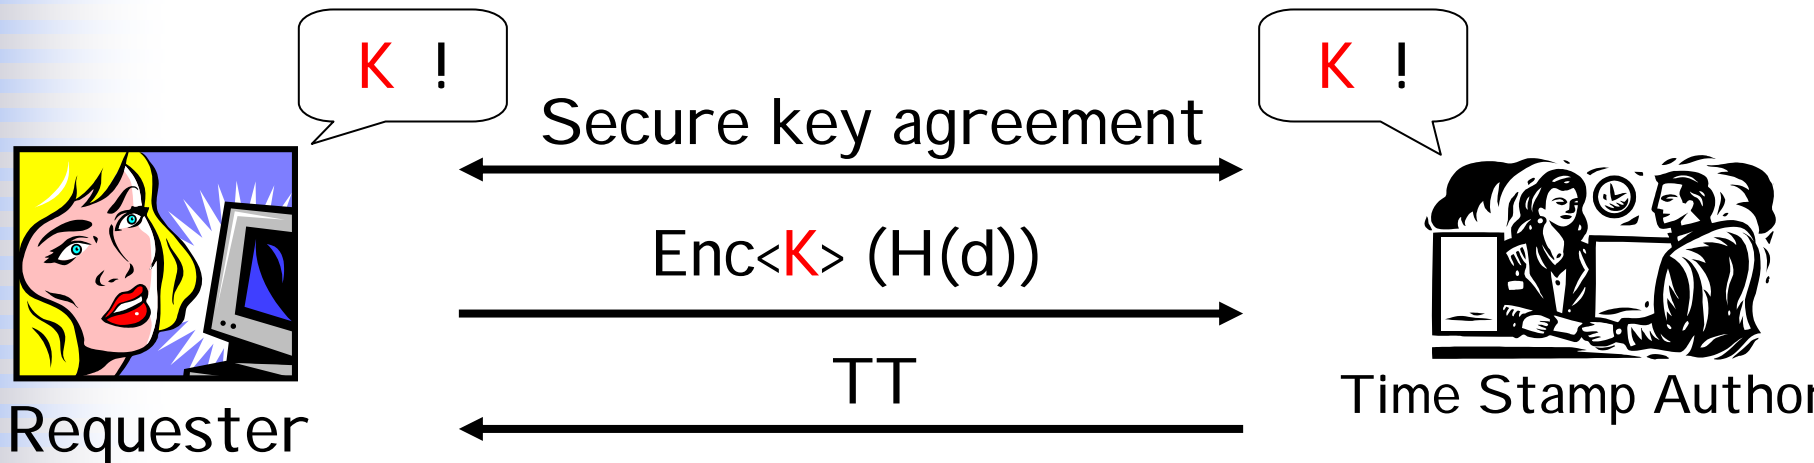 K !
K !
Secure key agreement
Enc<K> (H(d))
TT
Time Stamp Author
Requester